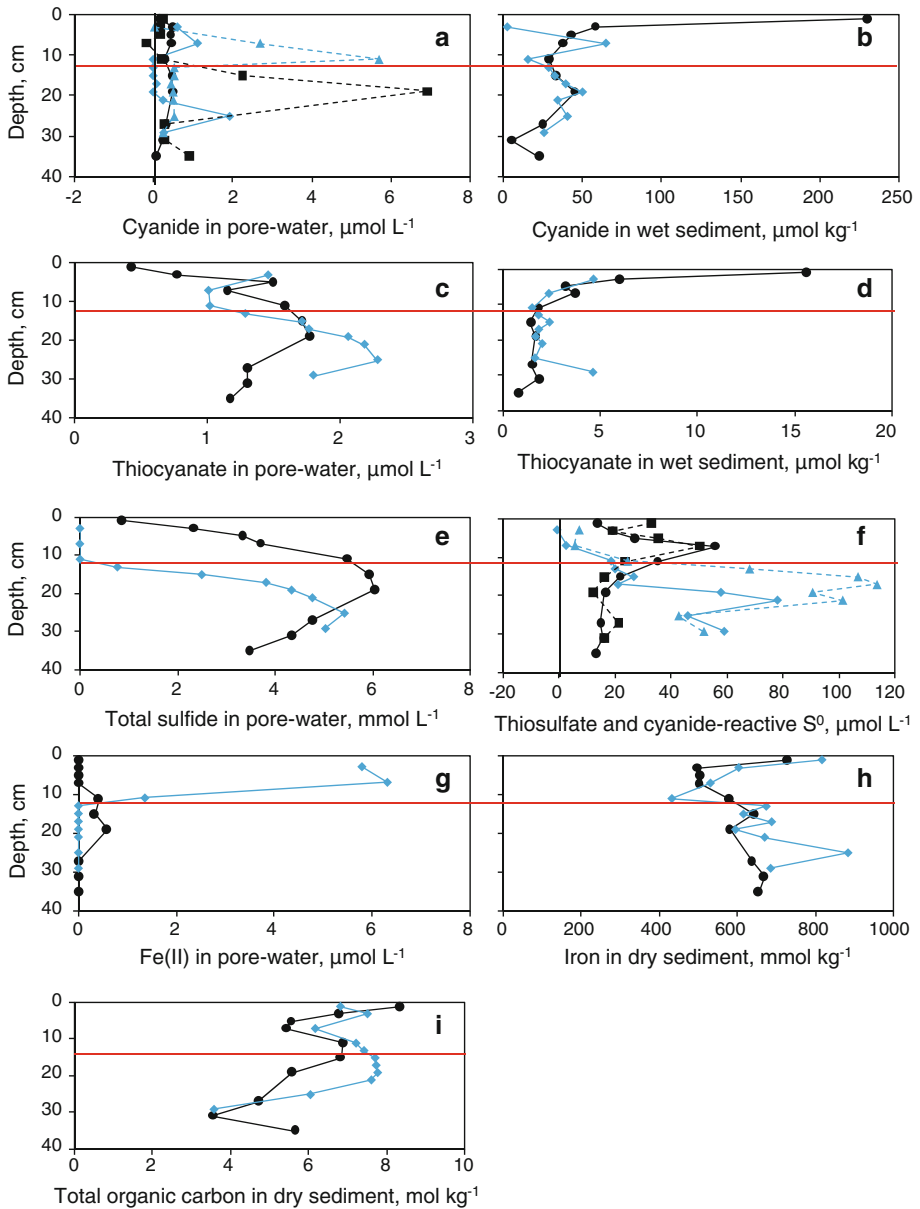 0
10
20
30
40
Depth, cm
a
-2 0 2 4 6 8
Cyanide in pore-water, µmol L⁻¹
b
0 50 100 150 200 250
Cyanide in wet sediment, µmol kg⁻¹
0
10
20
30
40
Depth, cm
c
0 1 2 3
Thiocyanate in pore-water, µmol L⁻¹
d
0 5 10 15 20
Thiocyanate in wet sediment, µmol kg⁻¹
0
10
20
30
40
Depth, cm
e
0 2 4 6 8
Total sulfide in pore-water, mmol L⁻¹
f
-20 0 20 40 60 80 100 120
Thiosulfate and cyanide-reactive S⁰, µmol L⁻¹
0
10
20
30
40
Depth, cm
g
0 2 4 6 8
Fe(II) in pore-water, µmol L⁻¹
h
0 200 400 600 800 1000
Iron in dry sediment, mmol kg⁻¹
0
10
20
30
40
Depth, cm
i
0 2 4 6 8 10
Total organic carbon in dry sediment, mol kg⁻¹